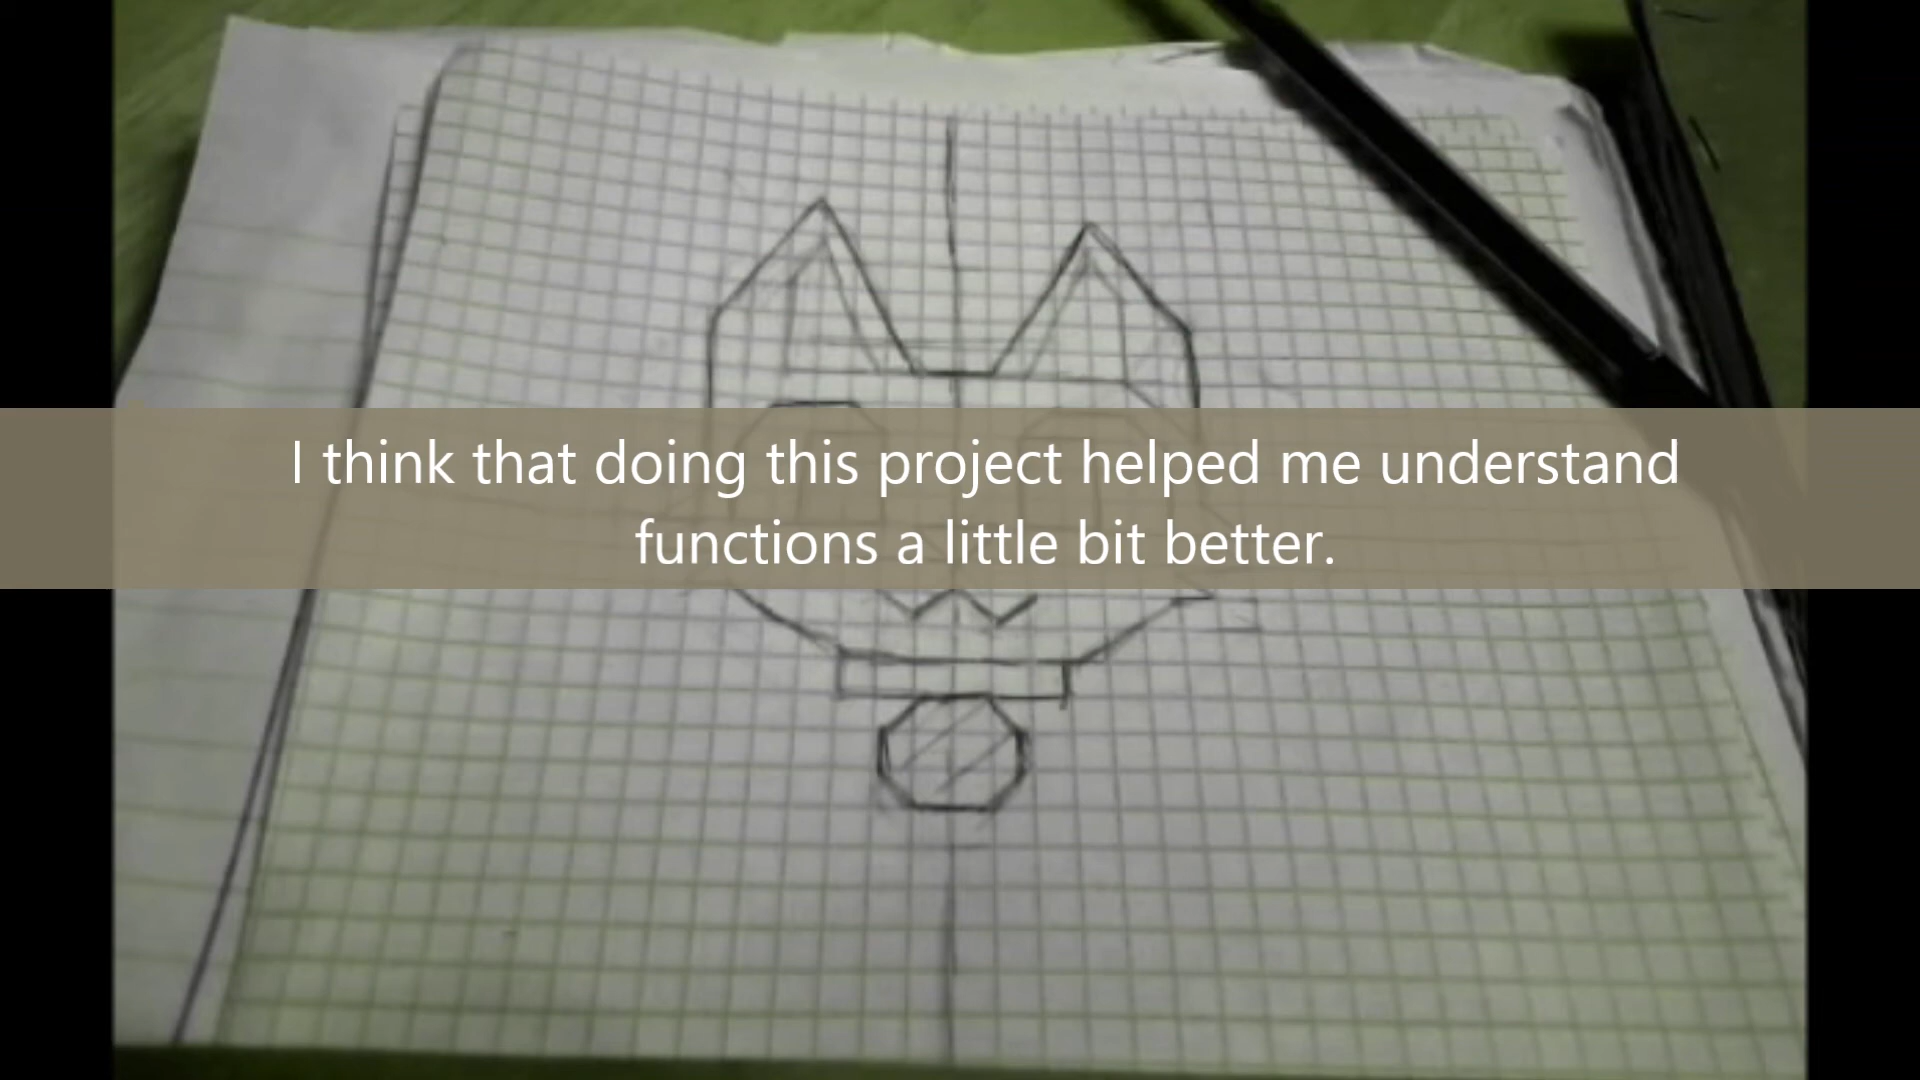 I think that doing this project helped me understand
functions a little bit better.